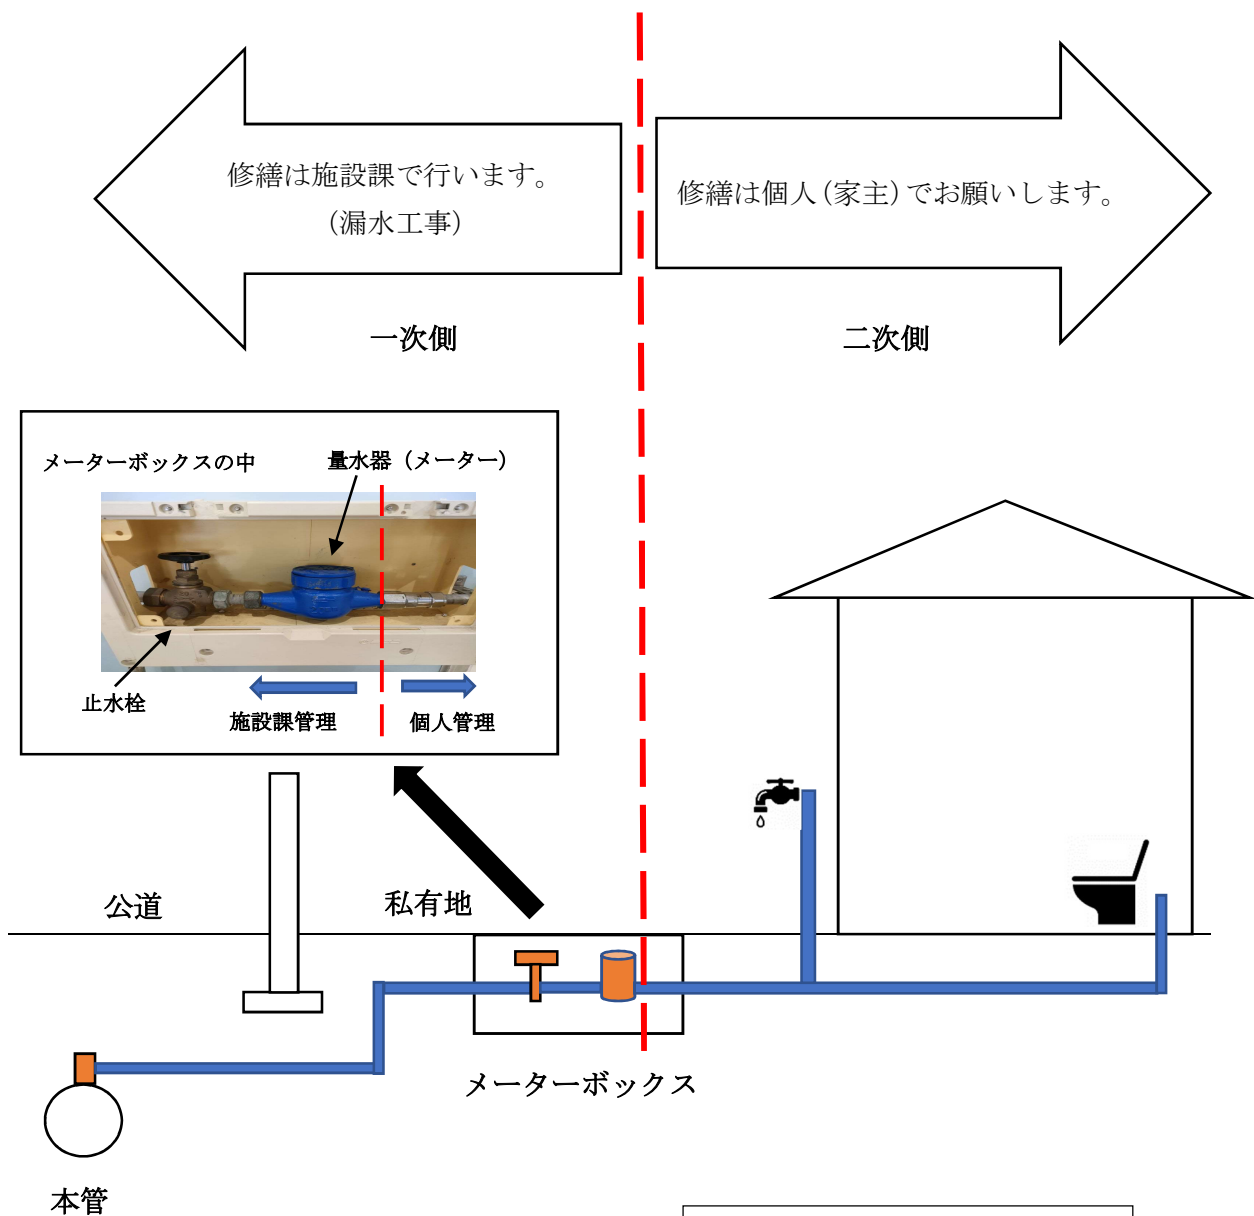 修繕は施設課で行います。
(漏水工事)
修繕は個人(家主)でお願いします。
一次側
二次側
メーターボックスの中
量水器（メーター）
止水栓
施設課管理
個人管理
公道
私有地
メーターボックス
本管